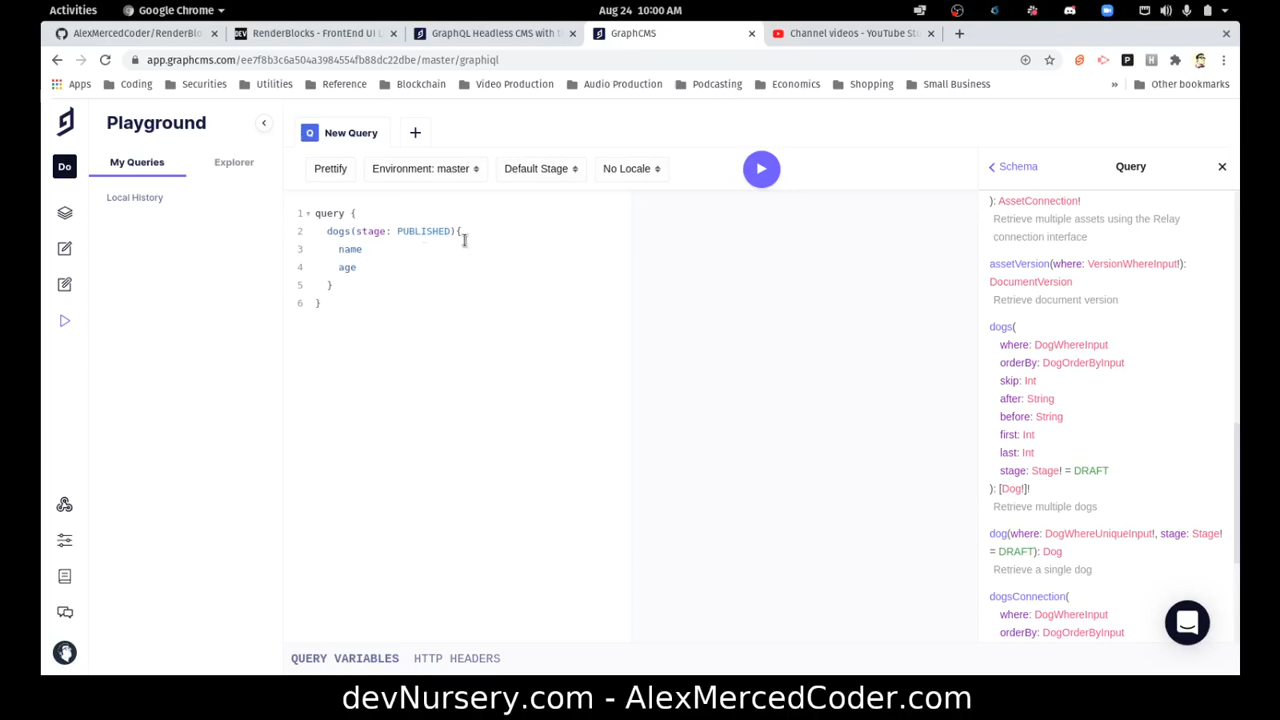 Activities
Google Chrome
Aug 24 10:00 AM
AlexMercedCoder/RenderBlo
RenderBlocks - FrontEnd UI L
GraphQL Headless CMS with t
GraphCMS
Channel videos - YouTube St
app.graphcms.com/ee7f8b3c6a504a3984554fb88dc22dbe/master/graphiql
Apps
Coding
Securities
Utilities
Reference
Blockchain
Video Production
Audio Production
Podcasting
Economics
Shopping
Small Business
»
Other bookmarks
Playground
Do
My Queries
Explorer
Local History
Q New Query
+
Prettify
Environment: master
Default Stage
No Locale
1 query {
2 dogs(stage: PUBLISHED){
3 name
4 age
5 }
6 }
Schema
Query
): AssetConnection!
Retrieve multiple assets using the Relay
connection interface
assetVersion(where: VersionWhereInput!):
DocumentVersion
Retrieve document version
dogs(
where: DogWhereInput
orderBy: DogOrderByInput
skip: Int
after: String
before: String
first: Int
last: Int
stage: Stage! = DRAFT
): [Dog!]!
Retrieve multiple dogs
dog(where: DogWhereUniqueInput!, stage: Stage!
= DRAFT): Dog
Retrieve a single dog
dogsConnection(
where: DogWhereInput
orderBy: DogOrderByInput
QUERY VARIABLES
HTTP HEADERS
devNursery.com - AlexMercedCoder.com